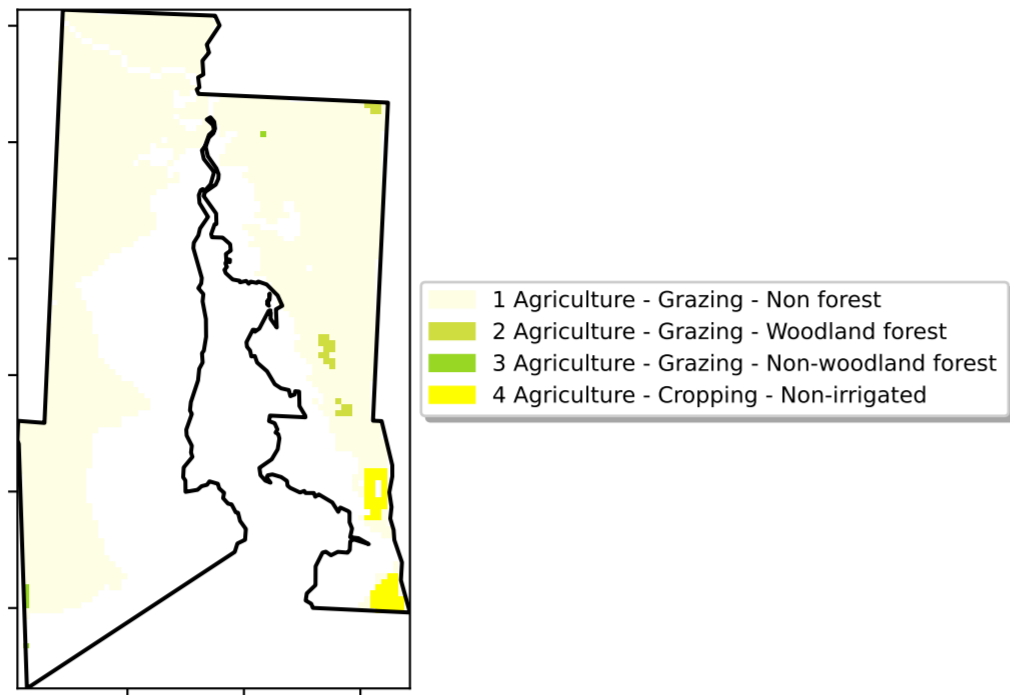 1 Agriculture - Grazing - Non forest
2 Agriculture - Grazing - Woodland forest
3 Agriculture - Grazing - Non-woodland forest
4 Agriculture - Cropping - Non-irrigated